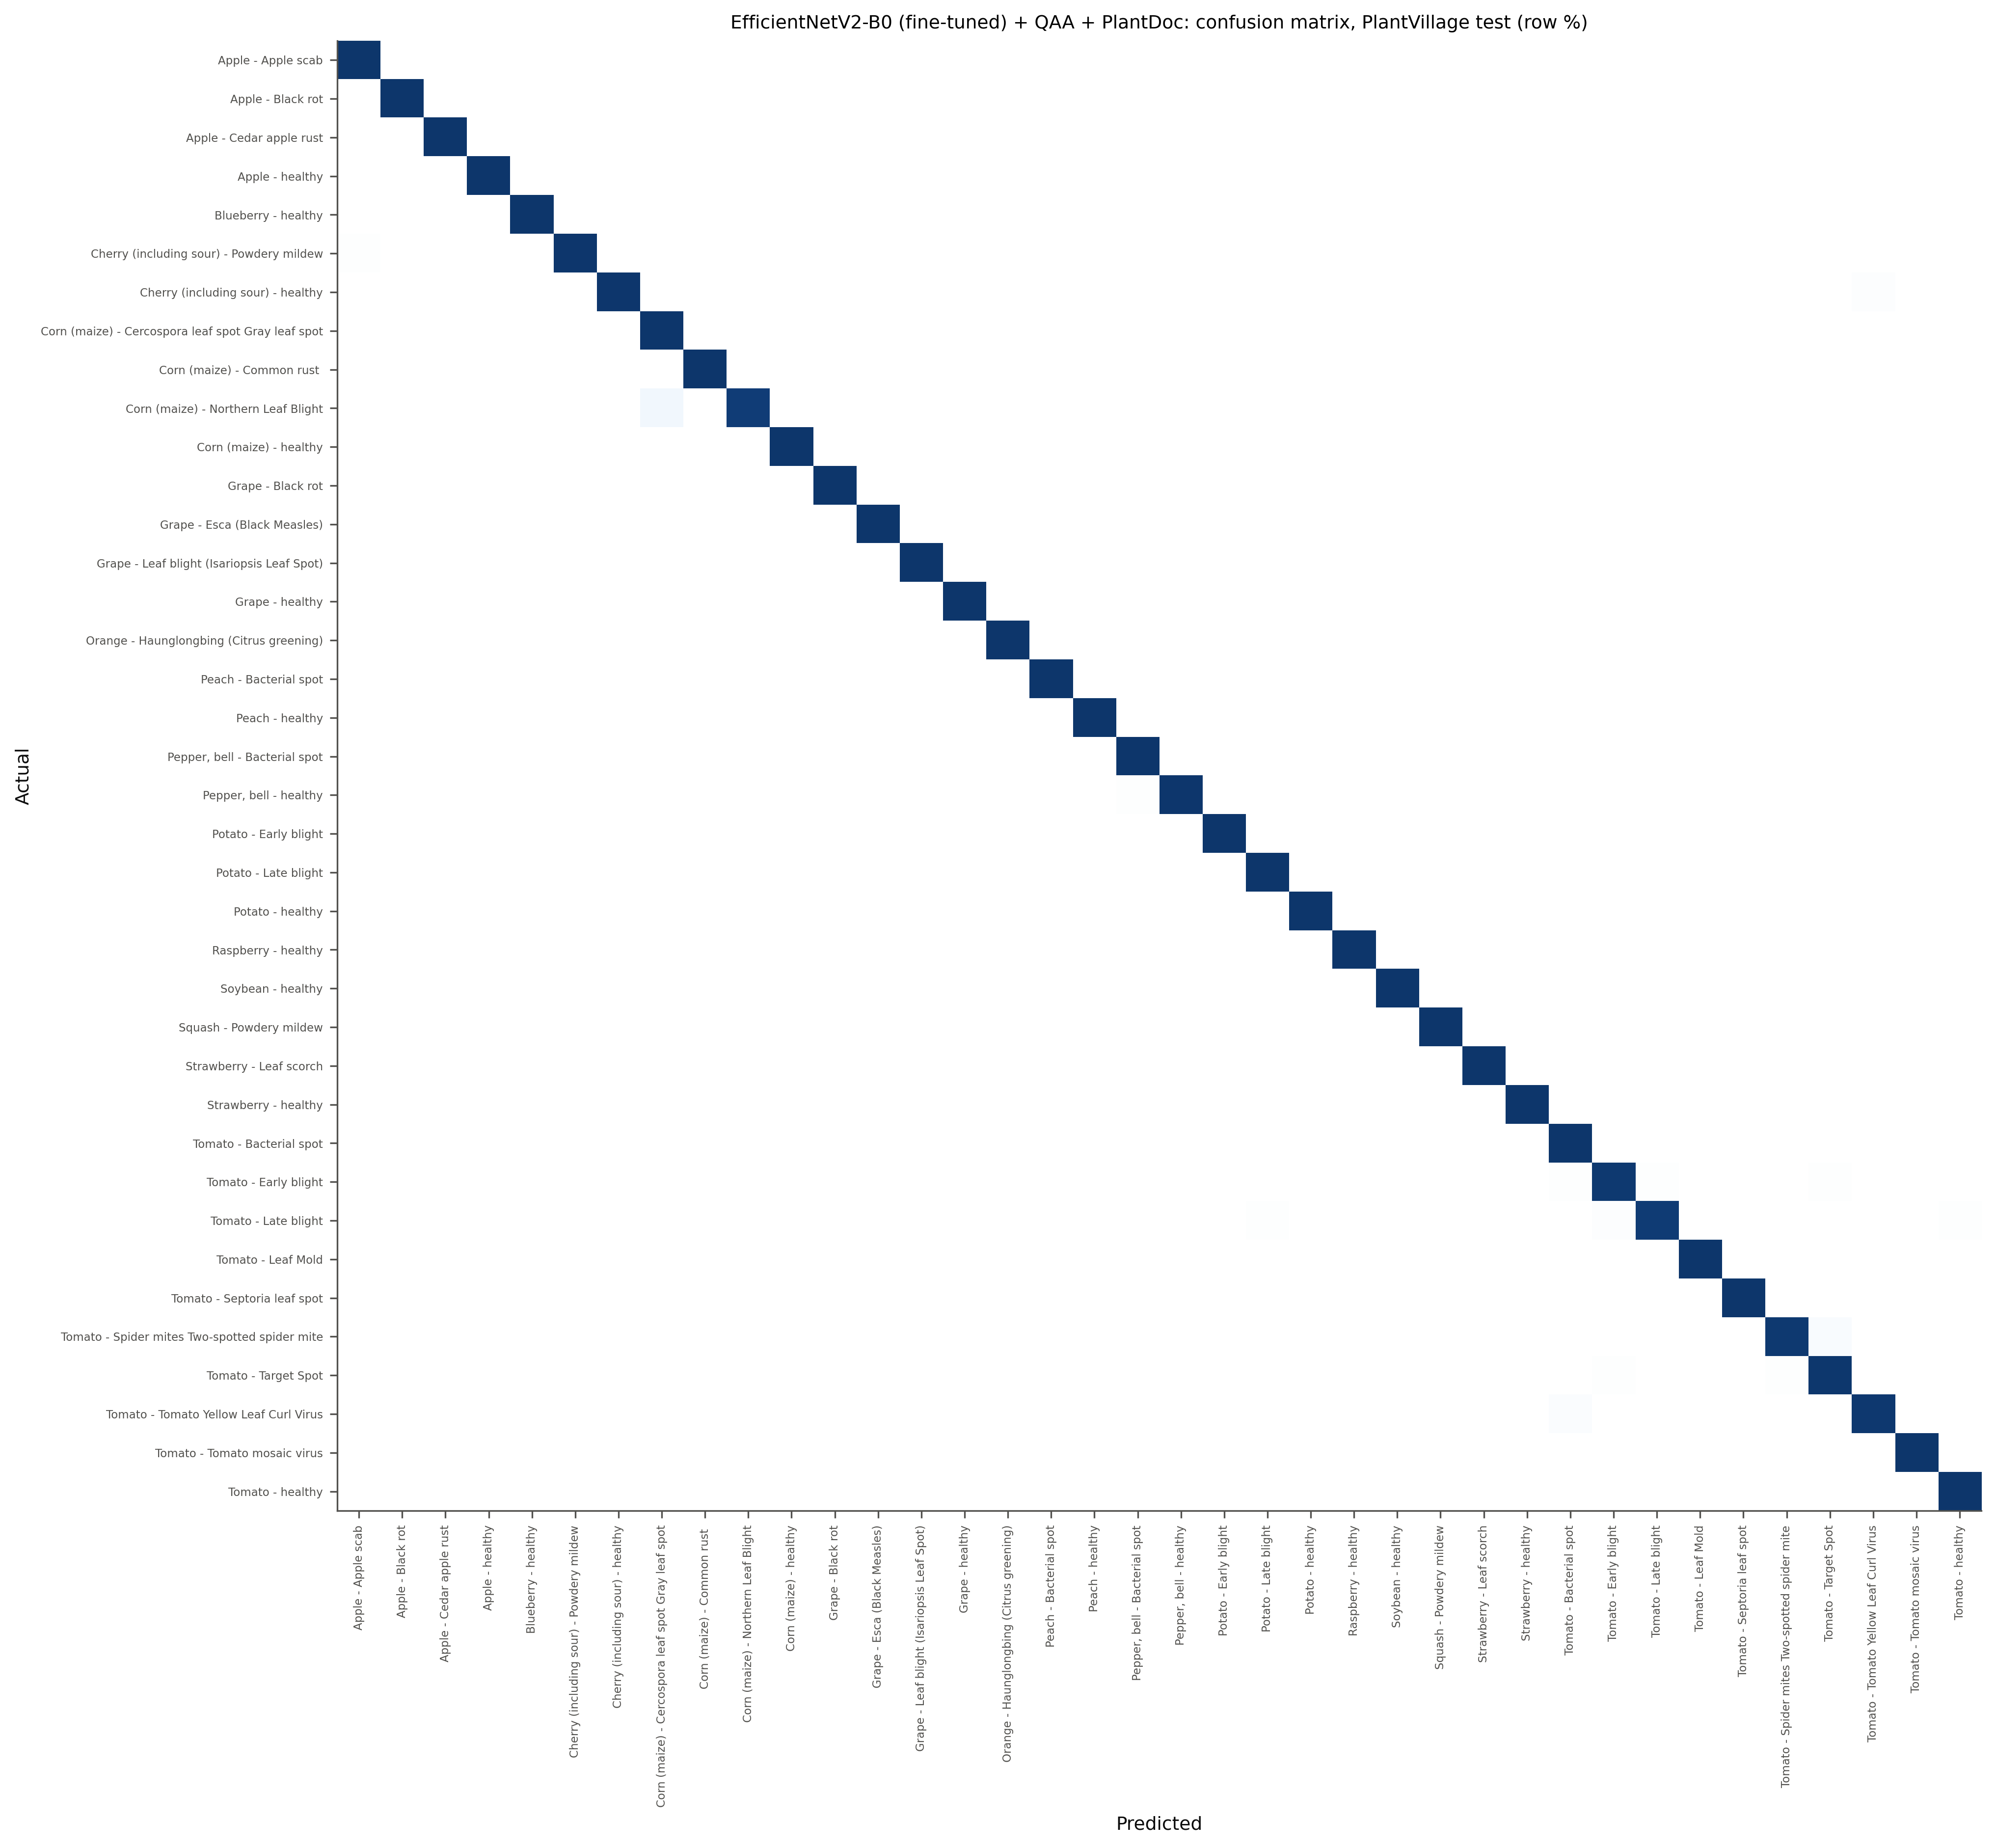 EfficientNetV2-B0 (fine-tuned) + QAA + PlantDoc: confusion matrix, PlantVillage test (row %)
Actual
Apple - Apple scab
Apple - Black rot
Apple - Cedar apple rust
Apple - healthy
Blueberry - healthy
Cherry (including sour) - Powdery mildew
Cherry (including sour) - healthy
Corn (maize) - Cercospora leaf spot Gray leaf spot
Corn (maize) - Common rust
Corn (maize) - Northern Leaf Blight
Corn (maize) - healthy
Grape - Black rot
Grape - Esca (Black Measles)
Grape - Leaf blight (Isariopsis Leaf Spot)
Grape - healthy
Orange - Haunglongbing (Citrus greening)
Peach - Bacterial spot
Peach - healthy
Pepper, bell - Bacterial spot
Pepper, bell - healthy
Potato - Early blight
Potato - Late blight
Potato - healthy
Raspberry - healthy
Soybean - healthy
Squash - Powdery mildew
Strawberry - Leaf scorch
Strawberry - healthy
Tomato - Bacterial spot
Tomato - Early blight
Tomato - Late blight
Tomato - Leaf Mold
Tomato - Septoria leaf spot
Tomato - Spider mites Two-spotted spider mite
Tomato - Target Spot
Tomato - Tomato Yellow Leaf Curl Virus
Tomato - Tomato mosaic virus
Tomato - healthy
Apple - Apple scab
Apple - Black rot
Apple - Cedar apple rust
Apple - healthy
Blueberry - healthy
Cherry (including sour) - Powdery mildew
Cherry (including sour) - healthy
Corn (maize) - Cercospora leaf spot Gray leaf spot
Corn (maize) - Common rust
Corn (maize) - Northern Leaf Blight
Corn (maize) - healthy
Grape - Black rot
Grape - Esca (Black Measles)
Grape - Leaf blight (Isariopsis Leaf Spot)
Grape - healthy
Orange - Haunglongbing (Citrus greening)
Peach - Bacterial spot
Peach - healthy
Pepper, bell - Bacterial spot
Pepper, bell - healthy
Potato - Early blight
Potato - Late blight
Potato - healthy
Raspberry - healthy
Soybean - healthy
Squash - Powdery mildew
Strawberry - Leaf scorch
Strawberry - healthy
Tomato - Bacterial spot
Tomato - Early blight
Tomato - Late blight
Tomato - Leaf Mold
Tomato - Septoria leaf spot
Tomato - Spider mites Two-spotted spider mite
Tomato - Target Spot
Tomato - Tomato Yellow Leaf Curl Virus
Tomato - Tomato mosaic virus
Tomato - healthy
Predicted